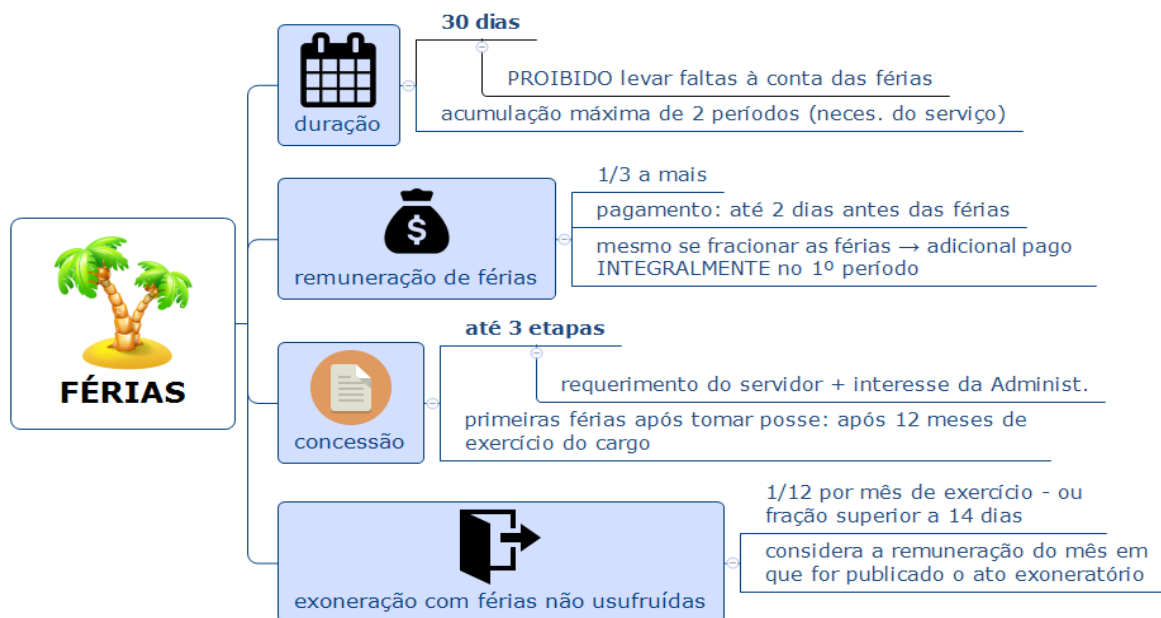 FÉRIAS
duração
30 dias
PROIBIDO levar faltas à conta das férias
acumulação máxima de 2 períodos (neces. do serviço)
$
remuneração de férias
1/3 a mais
pagamento: até 2 dias antes das férias
mesmo se fracionar as férias → adicional pago
INTEGRALMENTE no 1º período
concessão
até 3 etapas
requerimento do servidor + interesse da Administ.
primeiras férias após tomar posse: após 12 meses de
exercício do cargo
exoneração com férias não usufruídas
1/12 por mês de exercício - ou
fração superior a 14 dias
considera a remuneração do mês em
que for publicado o ato exoneratório